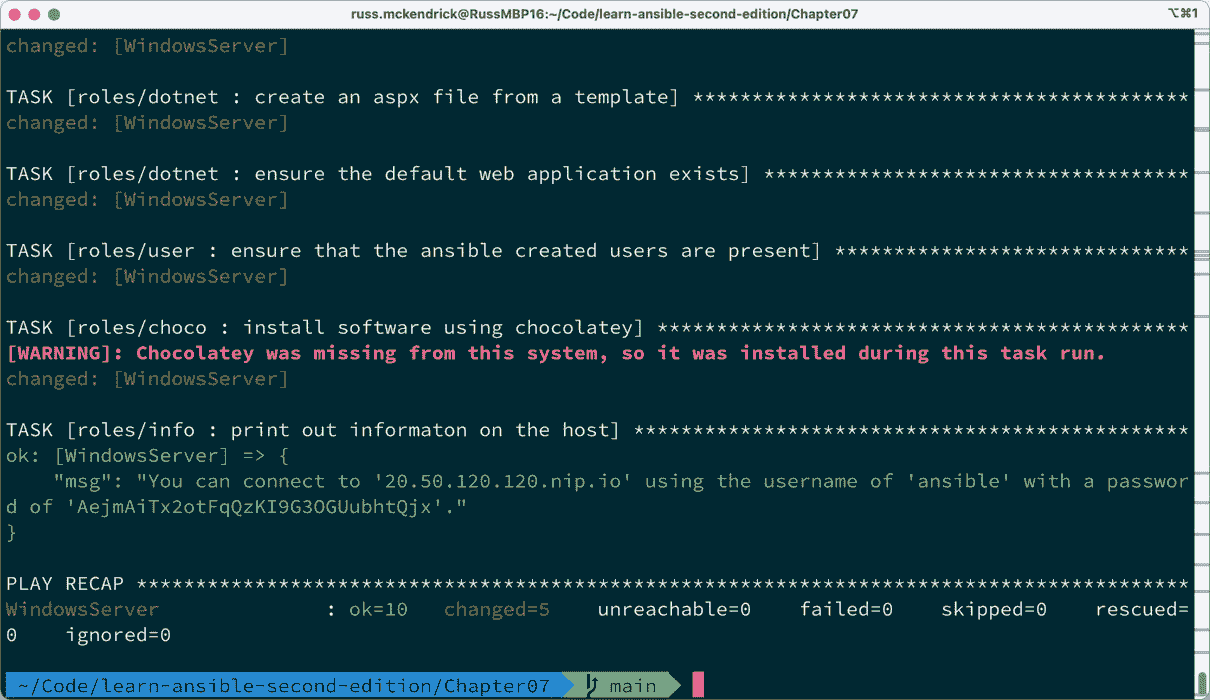 russ.mckendrick@RussMBP16:~/Code/learn-ansible-second-edition/Chapter07 ⌥⌘1
changed: [WindowsServer]
TASK [roles/dotnet : create an aspx file from a template] ******************************************
changed: [WindowsServer]
TASK [roles/dotnet : ensure the default web application exists] ************************************
changed: [WindowsServer]
TASK [roles/user : ensure that the ansible created users are present] ******************************
changed: [WindowsServer]
TASK [roles/choco : install software using chocolatey] *********************************************
[WARNING]: Chocolatey was missing from this system, so it was installed during this task run.
changed: [WindowsServer]
TASK [roles/info : print out informaton on the host] ***********************************************
ok: [WindowsServer] => {
    "msg": "You can connect to '20.50.120.120.nip.io' using the username of 'ansible' with a passwor
d of 'AejmAiTx2otFqQzKI9G3OGUubhtQjx'."
}
PLAY RECAP *****************************************************************************************
WindowsServer              : ok=10   changed=5    unreachable=0    failed=0    skipped=0    rescued=
0    ignored=0
~/Code/learn-ansible-second-edition/Chapter07 main